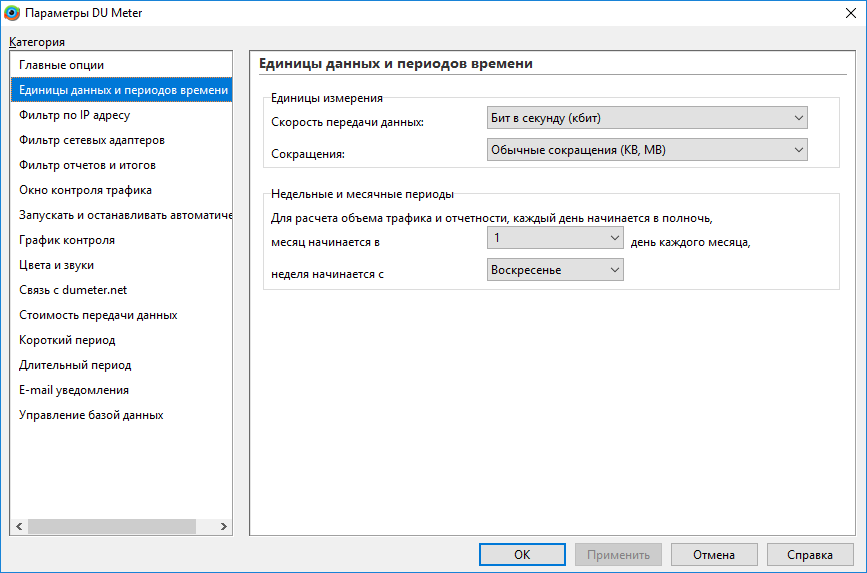 Параметры DU Meter
Категория
Главные опции
Единицы данных и периодов времени
Фильтр по IP адресу
Фильтр сетевых адаптеров
Фильтр отчетов и итогов
Окно контроля трафика
Запускать и останавливать автоматиче
График контроля
Цвета и звуки
Связь с dumeter.net
Стоимость передачи данных
Короткий период
Длительный период
E-mail уведомления
Управление базой данных
Единицы данных и периодов времени
Единицы измерения
Скорость передачи данных: Бит в секунду (кбит)
Сокращения: Обычные сокращения (KB, MB)
Недельные и месячные периоды
Для расчета объема трафика и отчетности, каждый день начинается в полночь,
месяц начинается в 1 день каждого месяца,
неделя начинается с Воскресенье
OK Применить Отмена Справка